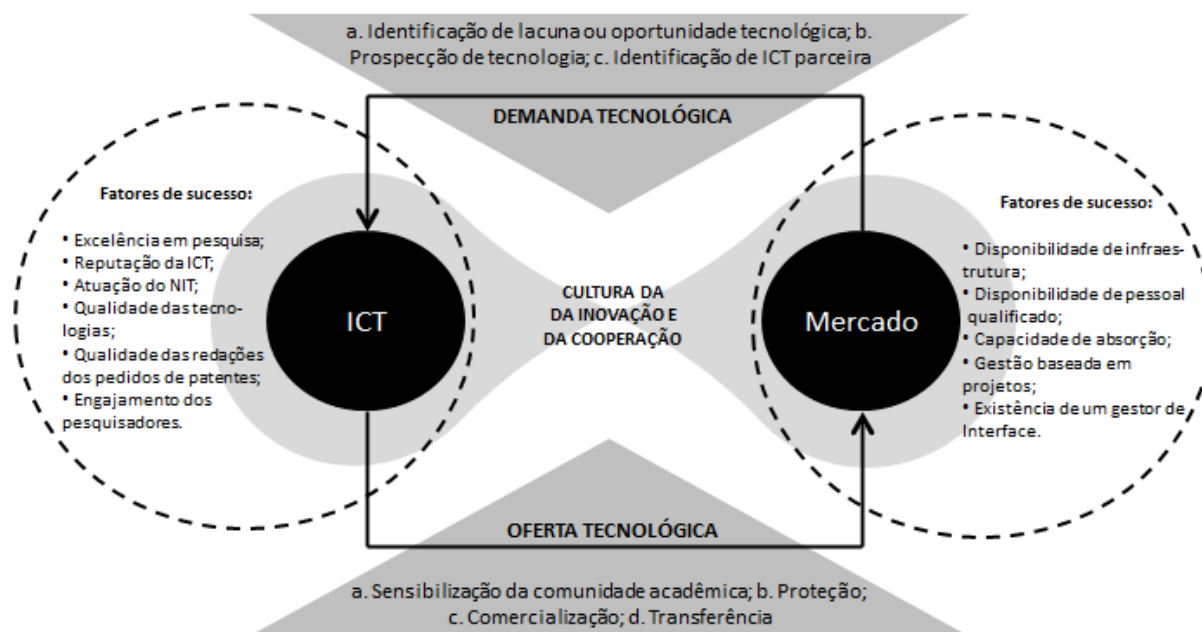 a. Identificação de lacuna ou oportunidade tecnológica; b.
Prospecção de tecnologia; c. Identificação de ICT parceira
DEMANDA TECNOLÓGICA
Fatores de sucesso:
• Excelência em pesquisa;
• Reputação da ICT;
• Atuação do NIT;
• Qualidade das tecno-
logias;
• Qualidade das redações
dos pedidos de patentes;
• Engajamento dos
pesquisadores.
ICT
CULTURA DA
DA INOVAÇÃO E
DA COOPERAÇÃO
Mercado
Fatores de sucesso:
• Disponibilidade de infraes-
trutura;
• Disponibilidade de pessoal
qualificado;
• Capacidade de absorção;
• Gestão baseada em
projetos;
• Existência de um gestor de
Interface.
OFERTA TECNOLÓGICA
a. Sensibilização da comunidade acadêmica; b. Proteção;
c. Comercialização; d. Transferência